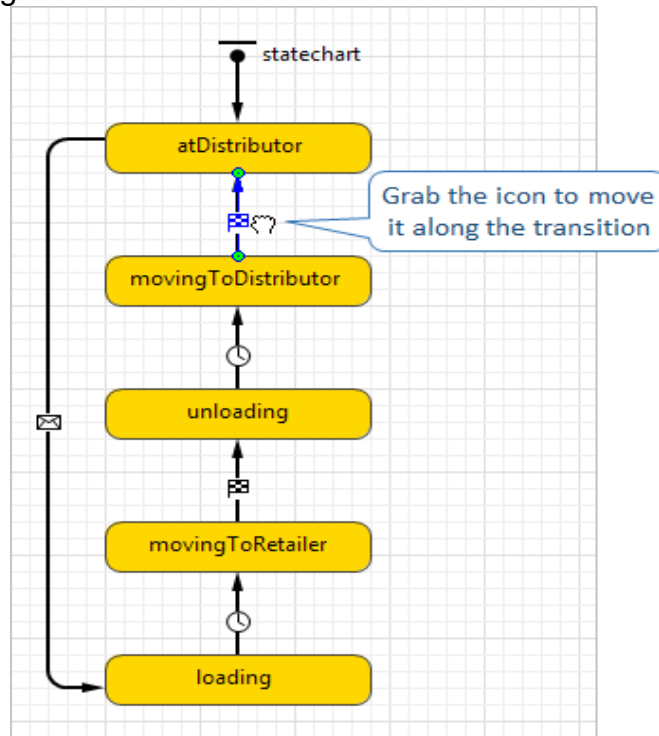 statechart
atDistributor
Grab the icon to move
it along the transition
movingToDistributor
unloading
movingToRetailer
loading